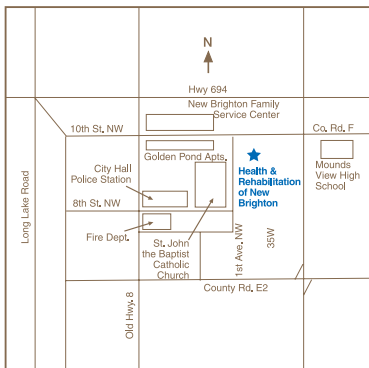 N
Hwy 694
New Brighton Family
Service Center
10th St. NW
Co. Rd. F
Golden Pond Apts.
City Hall
Police Station
Health &
Rehabilitation
of New
Brighton
Mounds
View High
School
8th St. NW
Fire Dept.
St. John
the Baptist
Catholic
Church
Long Lake Road
Old Hwy. 8
1st Ave. NW
35W
County Rd. E2